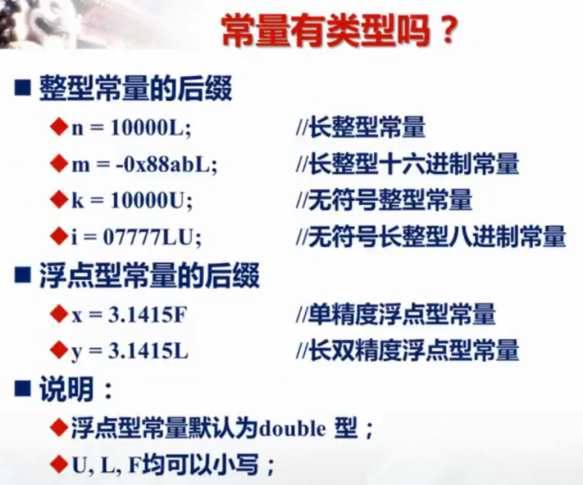 常量有类型吗？
■ 整型常量的后缀
◆n = 10000L; //长整型常量
◆m = -0x88abL; //长整型十六进制常量
◆k = 10000U; //无符号整型常量
◆i = 07777LU; //无符号长整型八进制常量
■ 浮点型常量的后缀
◆x = 3.1415F //单精度浮点型常量
◆y = 3.1415L //长双精度浮点型常量
■ 说明：
◆浮点型常量默认为double 型；
◆U, L, F均可以小写；